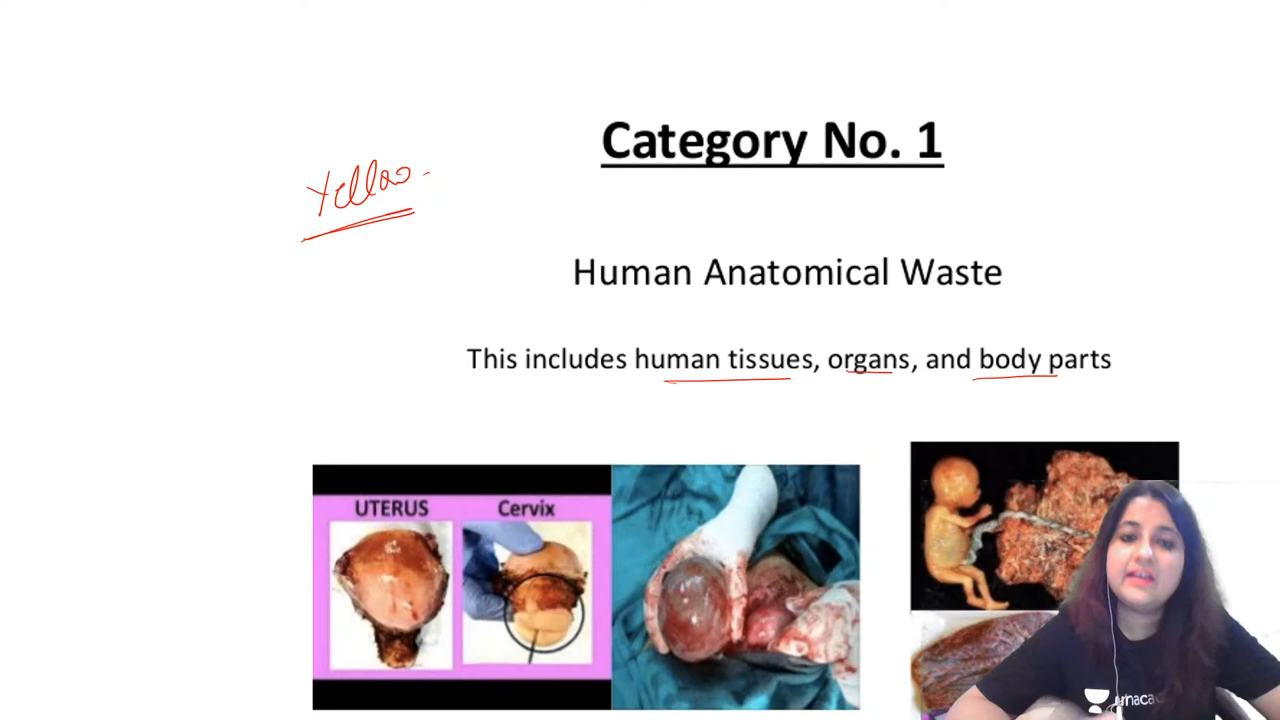 Category No. 1
Yellow
Human Anatomical Waste
This includes human tissues, organs, and body parts
UTERUS Cervix